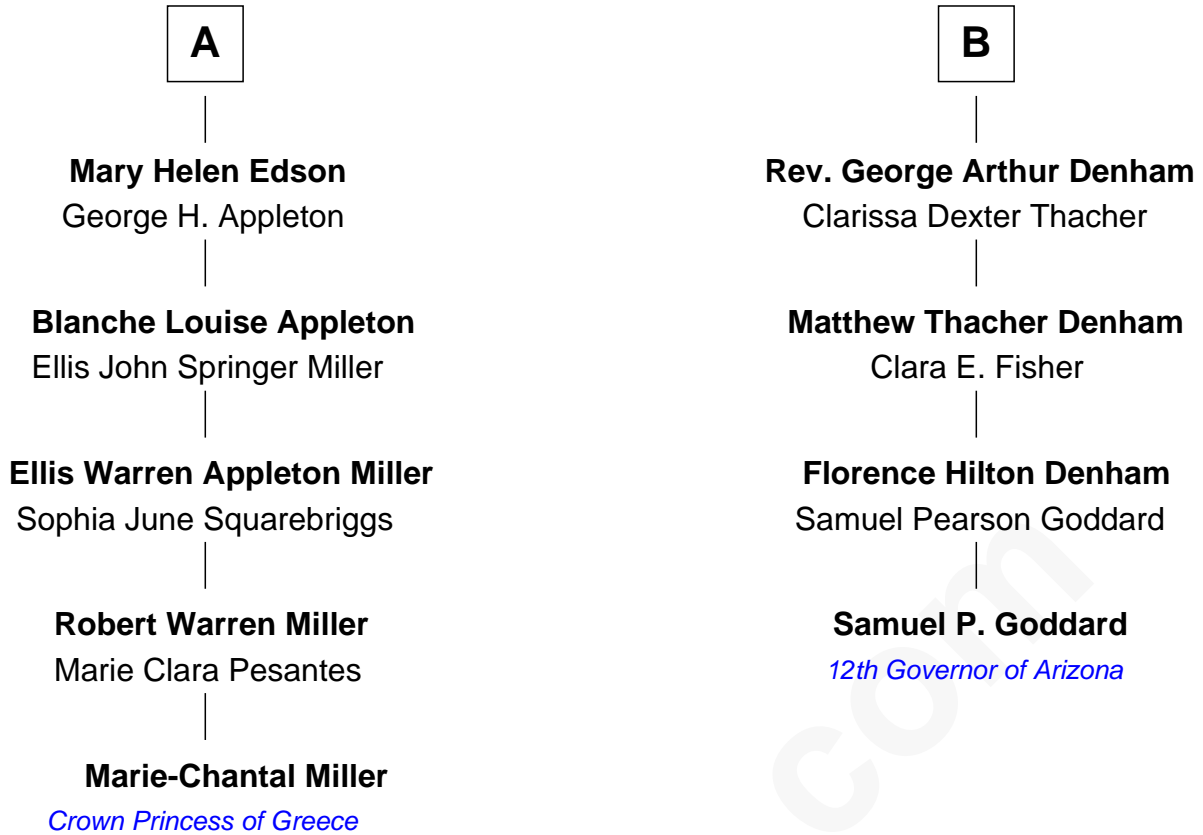 A
Mary Helen Edson
George H. Appleton
Blanche Louise Appleton
Ellis John Springer Miller
Ellis Warren Appleton Miller
Sophia June Squarebriggs
Robert Warren Miller
Marie Clara Pesantes
Marie-Chantal Miller
Crown Princess of Greece
B
Rev. George Arthur Denham
Clarissa Dexter Thacher
Matthew Thacher Denham
Clara E. Fisher
Florence Hilton Denham
Samuel Pearson Goddard
Samuel P. Goddard
12th Governor of Arizona
com